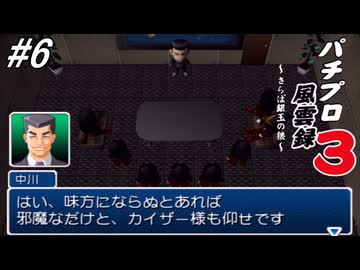 #6
パチプロ
風雲録
3
～さらば銀玉の狼～
中川
はい、味方にならぬとあれば
邪魔なだけと、カイザー様も仰せです